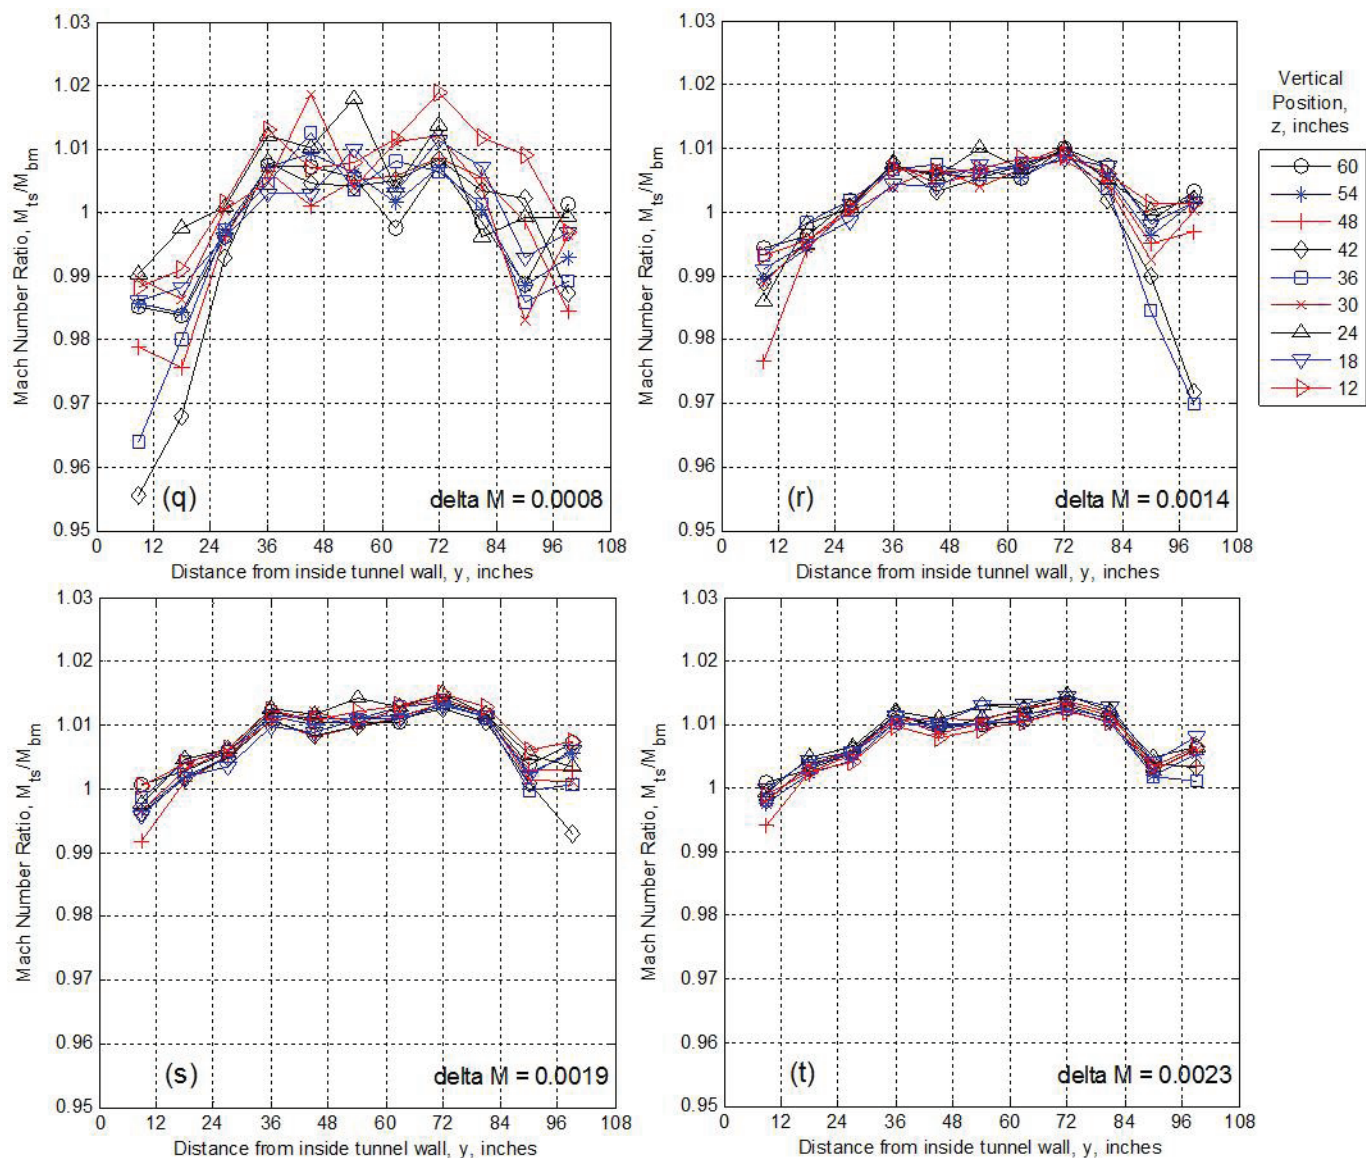 1.03
1.02
1.01
1
0.99
0.98
0.97
0.96
0.95
Mach Number Ratio, M_ts/M_bm
(q)
delta M = 0.0008
0 12 24 36 48 60 72 84 96 108
Distance from inside tunnel wall, y, inches
1.03
1.02
1.01
1
0.99
0.98
0.97
0.96
0.95
Mach Number Ratio, M_ts/M_bm
(r)
delta M = 0.0014
0 12 24 36 48 60 72 84 96 108
Distance from inside tunnel wall, y, inches
Vertical
Position,
z, inches
60
54
48
42
36
30
24
18
12
1.03
1.02
1.01
1
0.99
0.98
0.97
0.96
0.95
Mach Number Ratio, M_ts/M_bm
(s)
delta M = 0.0019
0 12 24 36 48 60 72 84 96 108
Distance from inside tunnel wall, y, inches
1.03
1.02
1.01
1
0.99
0.98
0.97
0.96
0.95
Mach Number Ratio, M_ts/M_bm
(t)
delta M = 0.0023
0 12 24 36 48 60 72 84 96 108
Distance from inside tunnel wall, y, inches